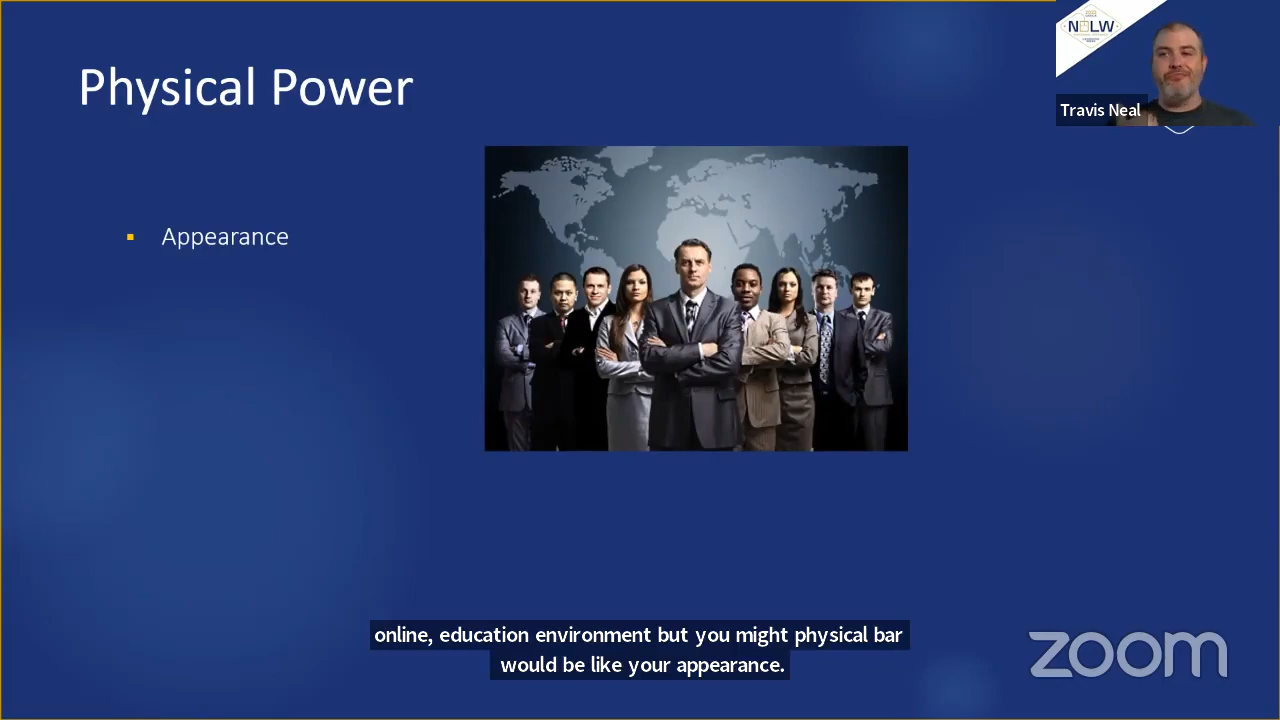 Physical Power
NLW
Travis Neal
Appearance
online, education environment but you might physical bar
would be like your appearance.
zoom